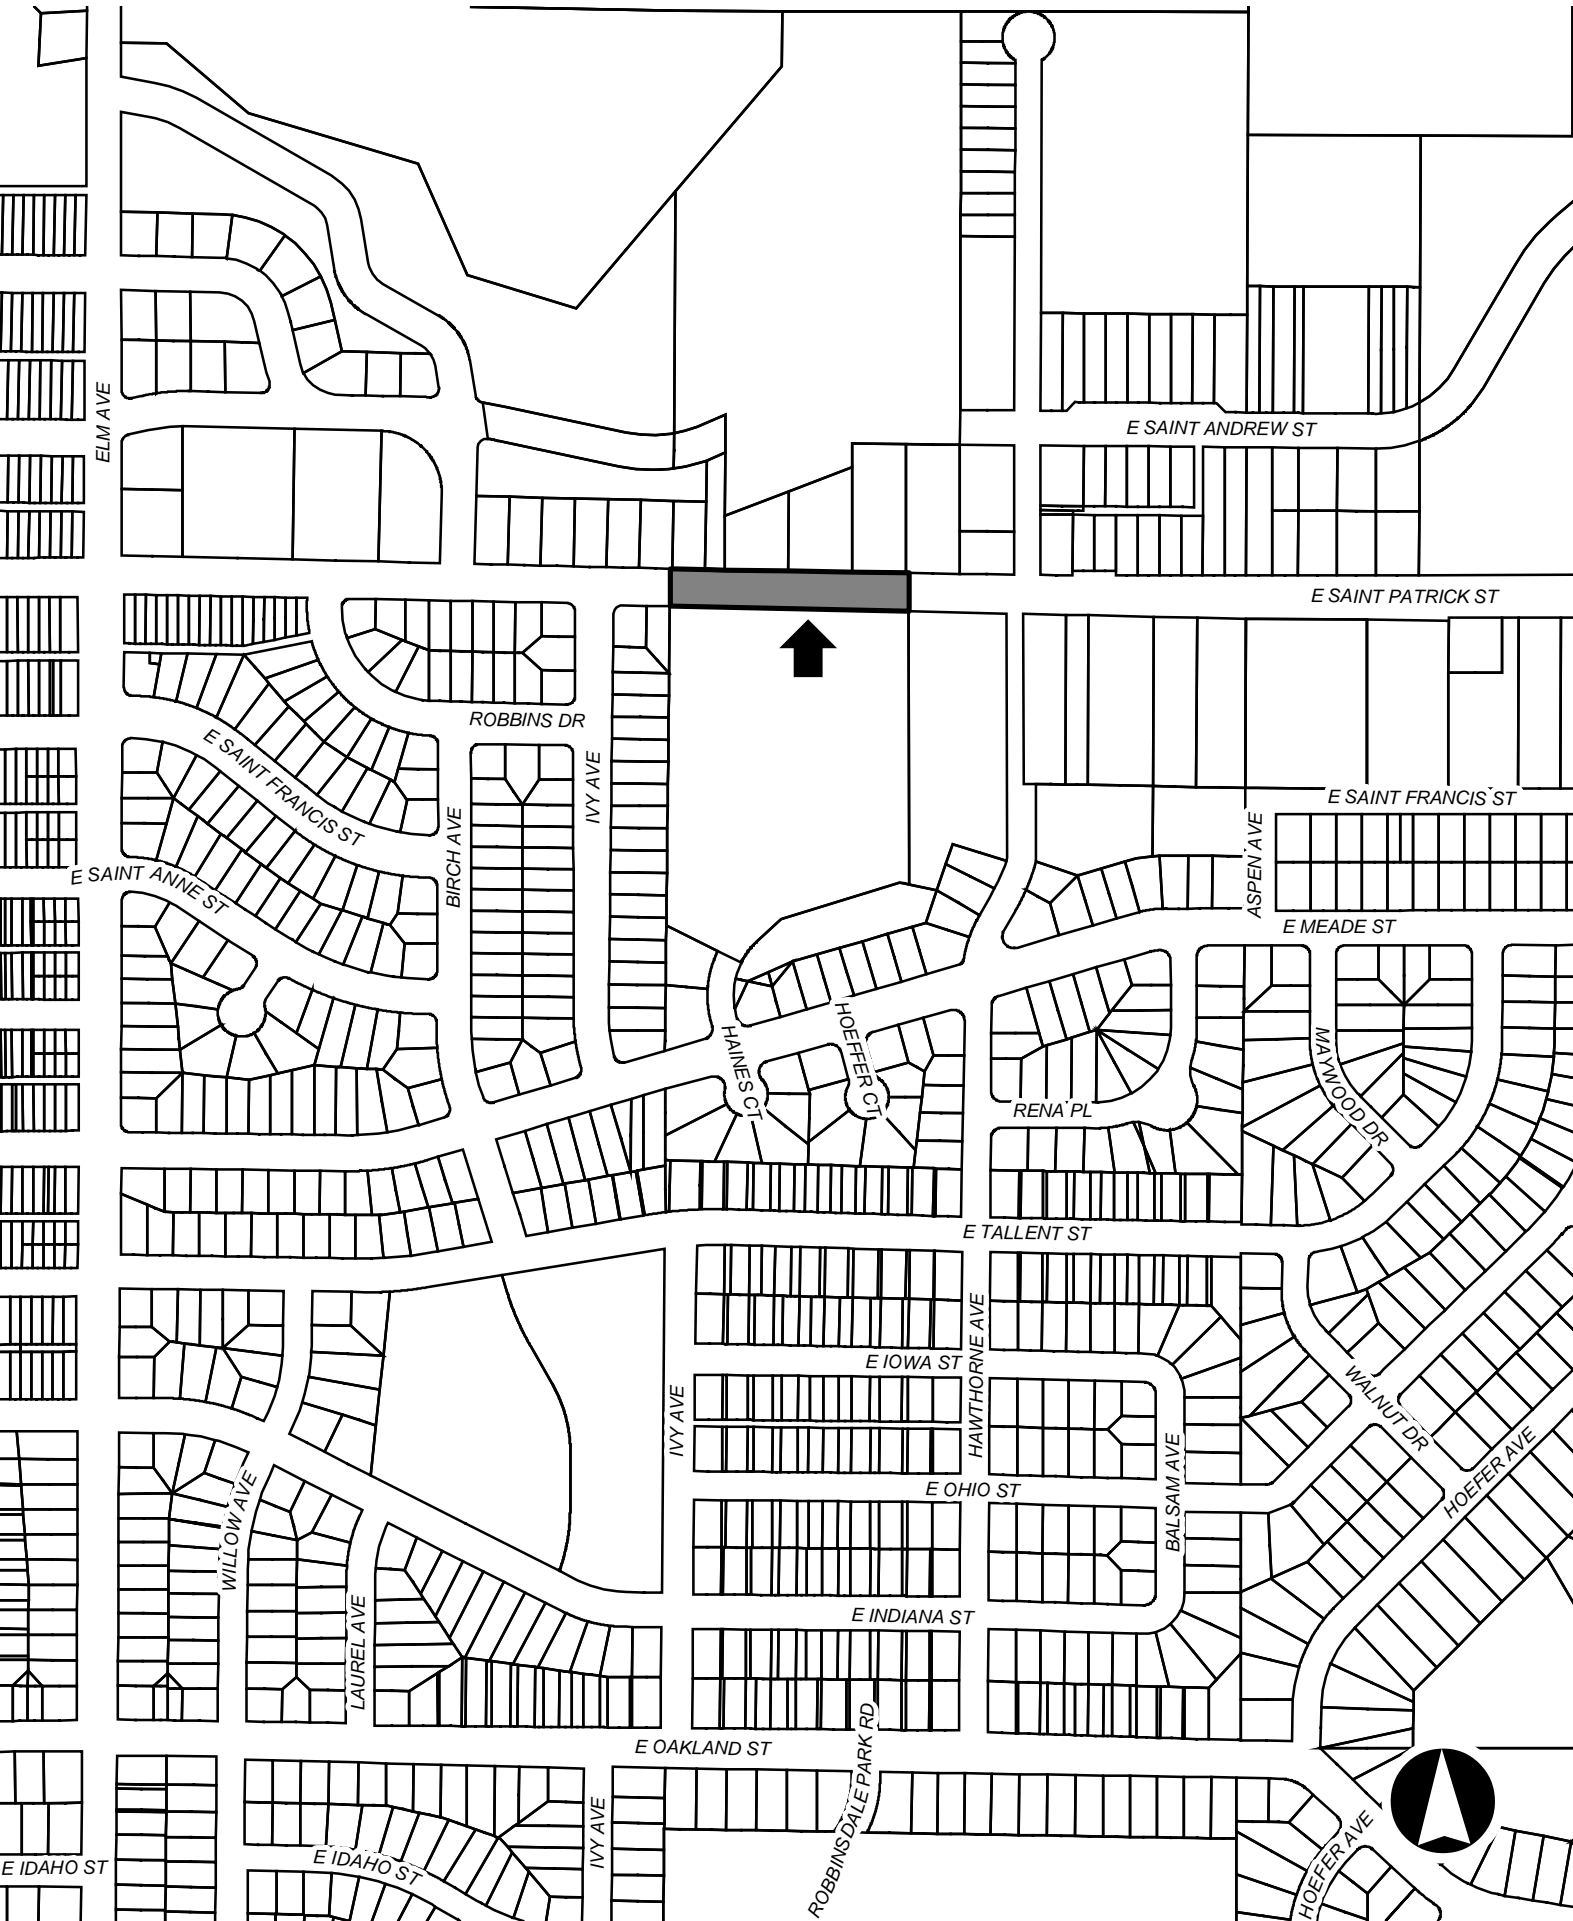 ELM AVE
E SAINT ANDREW ST
E SAINT PATRICK ST
ROBBINS DR
E SAINT FRANCIS ST
IVY AVE
BIRCH AVE
E SAINT FRANCIS ST
ASPEN AVE
E SAINT ANNE ST
E MEADE ST
HAINES CT
HOEFFER CT
MAYWOOD DR
RENA PL
E TALLENT ST
HAWTHORNE AVE
E IOWA ST
IVY AVE
WALNUT DR
BALSAM AVE
HOEFER AVE
WILLOW AVE
E OHIO ST
LAUREL AVE
E INDIANA ST
E OAKLAND ST
ROBBINSDALE PARK RD
IVY AVE
HOEFER AVE
E IDAHO ST
E IDAHO ST